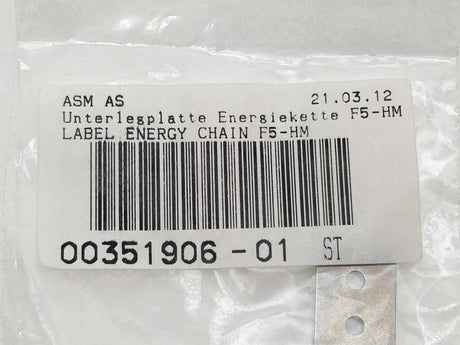 ASM AS 21.03.12
Unterlegplatte Energiekette F5-HM
LABEL ENERGY CHAIN F5-HM
00351906-01 ST